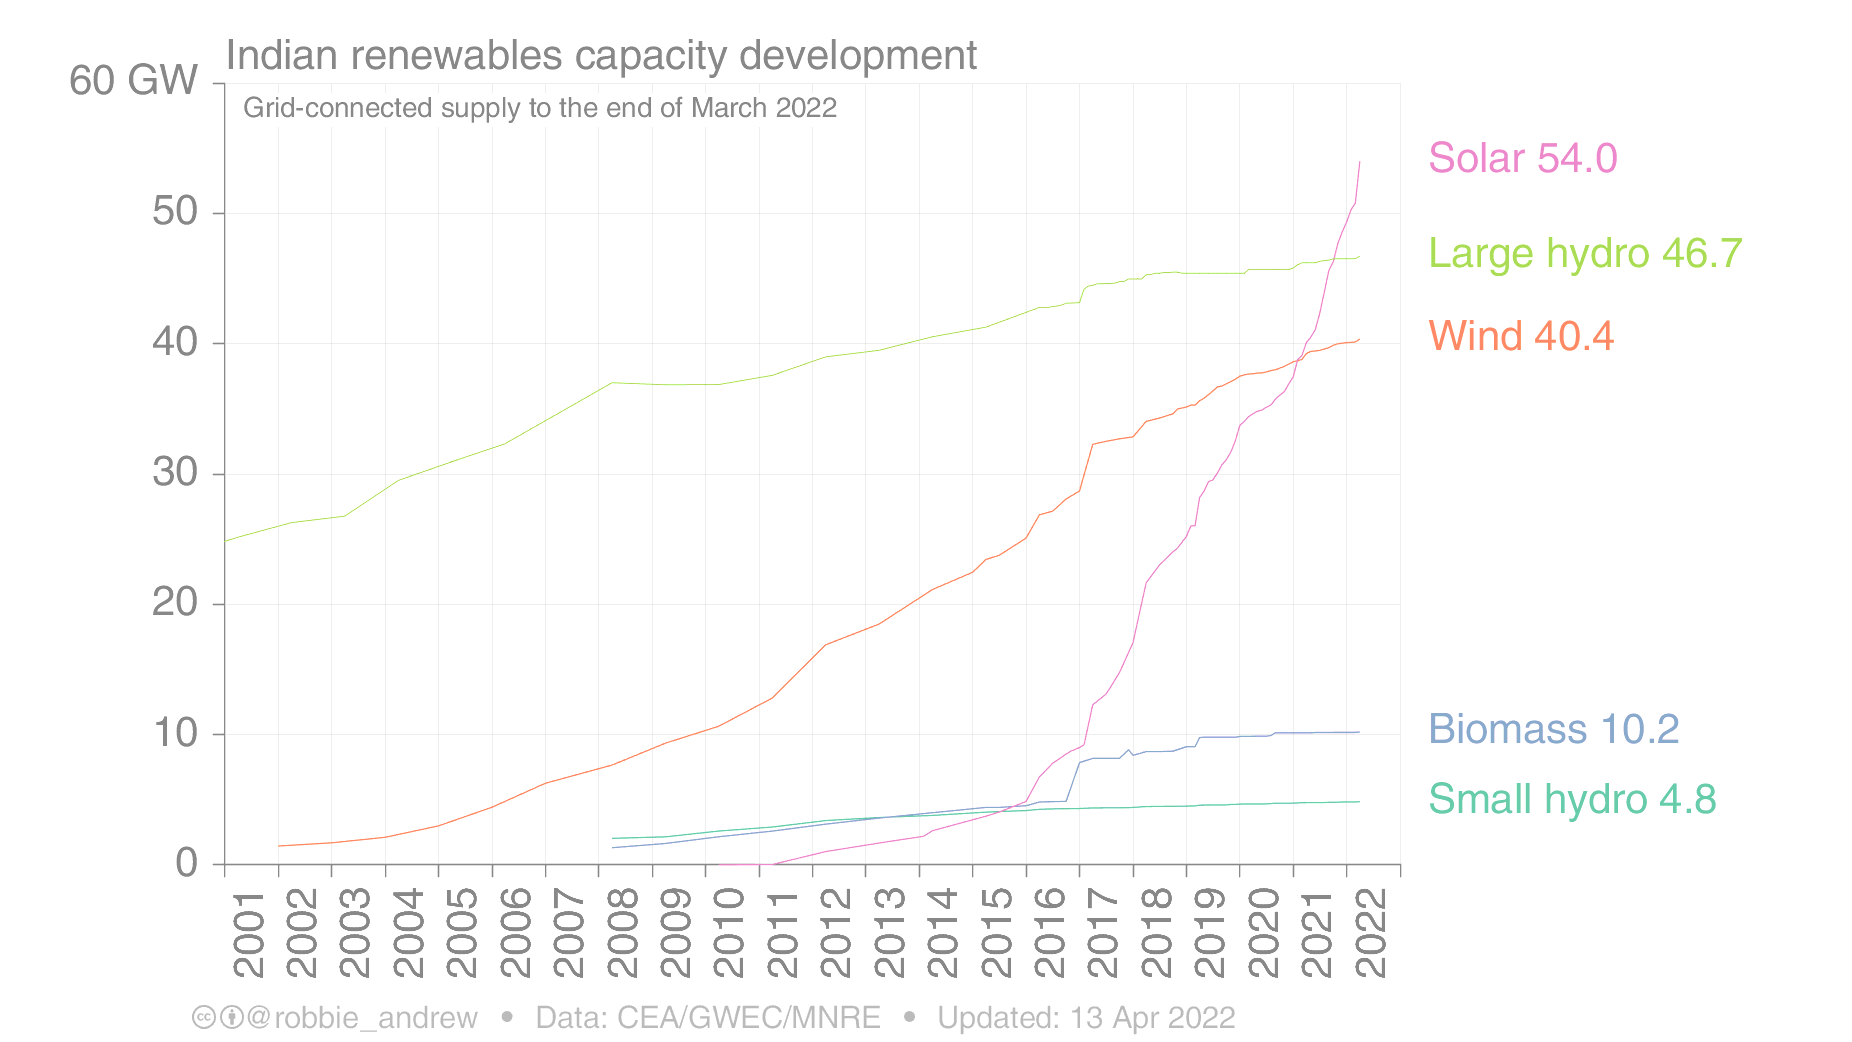 Indian renewables capacity development
60 GW
Grid-connected supply to the end of March 2022
50
40
30
20
10
0
Solar 54.0
Large hydro 46.7
Wind 40.4
Biomass 10.2
Small hydro 4.8
2001 2002 2003 2004 2005 2006 2007 2008 2009 2010 2011 2012 2013 2014 2015 2016 2017 2018 2019 2020 2021 2022
cc @robbie_andrew • Data: CEA/GWEC/MNRE • Updated: 13 Apr 2022